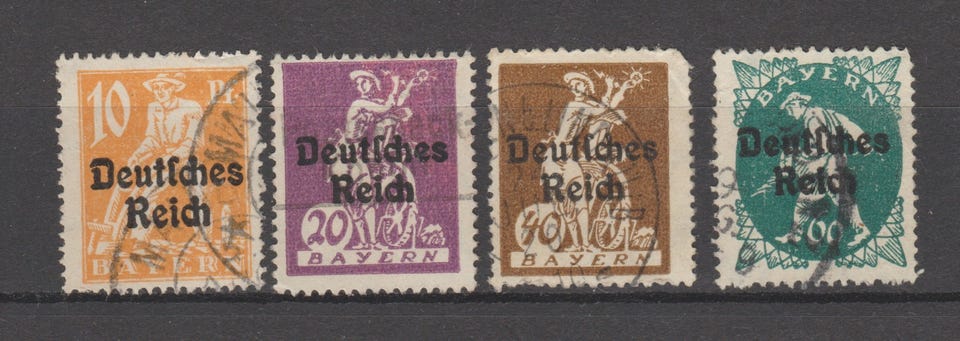 10 Pf.
Deutſches
Reich
BAYERN
Deutſches
Reich
20
BAYERN
Deutſches
Reich
40
BAYERN
BAYERN
Deutſches
Reich
60